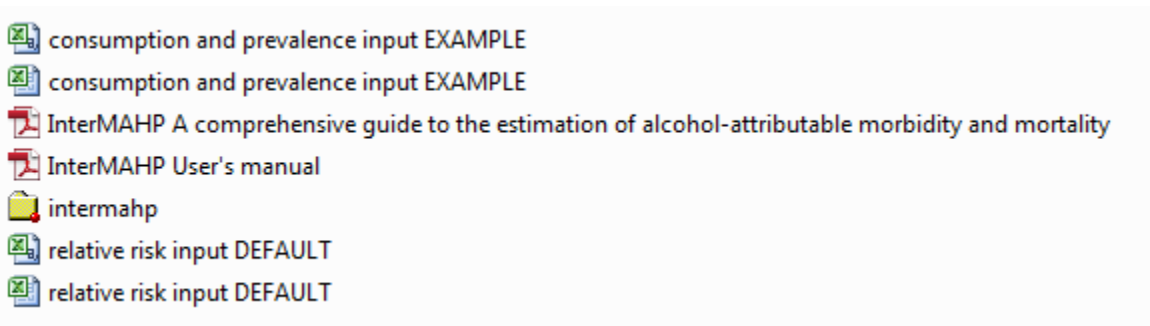 consumption and prevalence input EXAMPLE
consumption and prevalence input EXAMPLE
InterMAHP A comprehensive guide to the estimation of alcohol-attributable morbidity and mortality
InterMAHP User's manual
intermahp
relative risk input DEFAULT
relative risk input DEFAULT